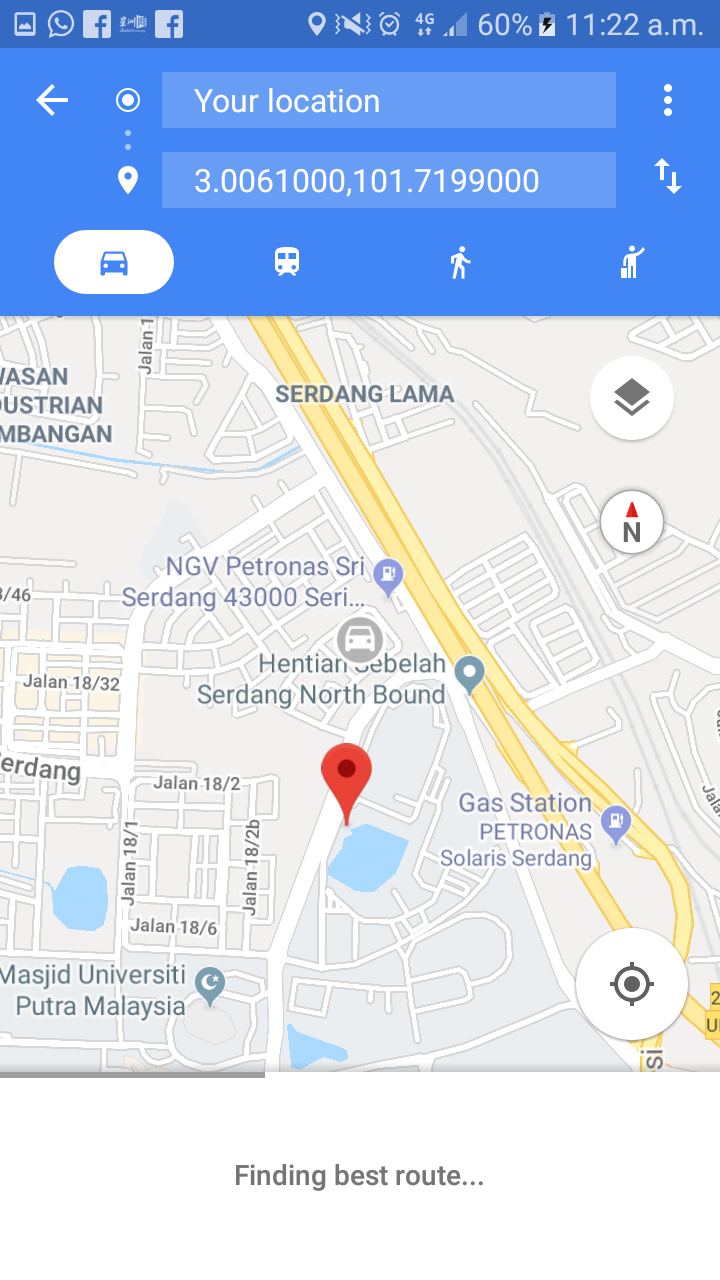 4G 60% 11:22 a.m.
Your location
3.0061000,101.7199000
Jalan 1
WASAN
DUSTRIAN
MBANGAN
SERDANG LAMA
N
NGV Petronas Sri
Serdang 43000 Seri...
3/46
Hentian Sebelah
Serdang North Bound
Jalan 18/32
erdang
Jalan 18/2
Jalan 18/1
Jalan 18/2b
Gas Station
PETRONAS
Solaris Serdang
Jala
Jalan 18/6
Masjid Universiti
Putra Malaysia
2
U
si
Finding best route...